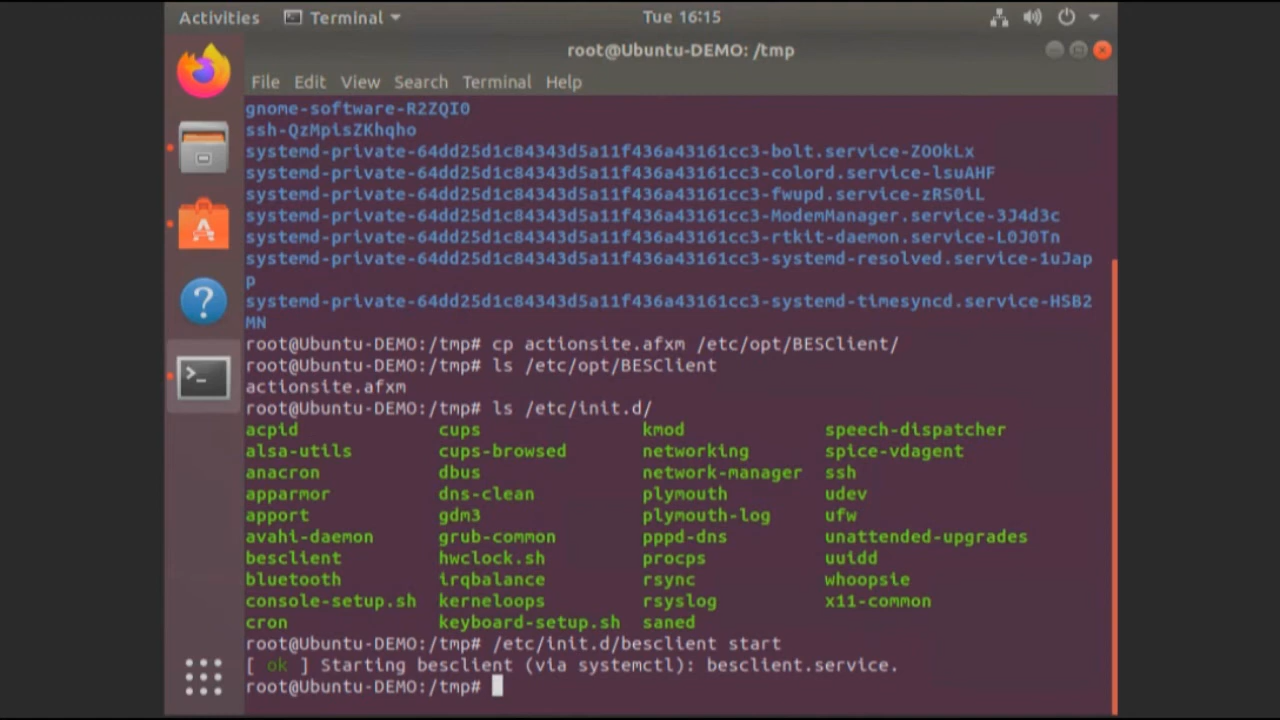 Activities Terminal Tue 16:15
root@Ubuntu-DEMO: /tmp
File Edit View Search Terminal Help
gnome-software-R2ZQI0
ssh-QzMpisZKhqho
systemd-private-64dd25d1c84343d5a11f436a43161cc3-bolt.service-ZOOkLx
systemd-private-64dd25d1c84343d5a11f436a43161cc3-colord.service-lsuAHF
systemd-private-64dd25d1c84343d5a11f436a43161cc3-fwupd.service-zRS0iL
systemd-private-64dd25d1c84343d5a11f436a43161cc3-ModemManager.service-3J4d3c
systemd-private-64dd25d1c84343d5a11f436a43161cc3-rtkit-daemon.service-L0J0Tn
systemd-private-64dd25d1c84343d5a11f436a43161cc3-systemd-resolved.service-1uJap
p
systemd-private-64dd25d1c84343d5a11f436a43161cc3-systemd-timesyncd.service-HSB2
MN
root@Ubuntu-DEMO:/tmp# cp actionsite.afxm /etc/opt/BESClient/
root@Ubuntu-DEMO:/tmp# ls /etc/opt/BESClient
actionsite.afxm
root@Ubuntu-DEMO:/tmp# ls /etc/init.d/
acpid cups kmod speech-dispatcher
alsa-utils cups-browsed networking spice-vdagent
anacron dbus network-manager ssh
apparmor dns-clean plymouth udev
apport gdm3 plymouth-log ufw
avahi-daemon grub-common pppd-dns unattended-upgrades
besclient hwclock.sh procps uuidd
bluetooth irqbalance rsync whoopsie
console-setup.sh kerneloops rsyslog x11-common
cron keyboard-setup.sh saned
root@Ubuntu-DEMO:/tmp# /etc/init.d/besclient start
[ ok ] Starting besclient (via systemctl): besclient.service.
root@Ubuntu-DEMO:/tmp#